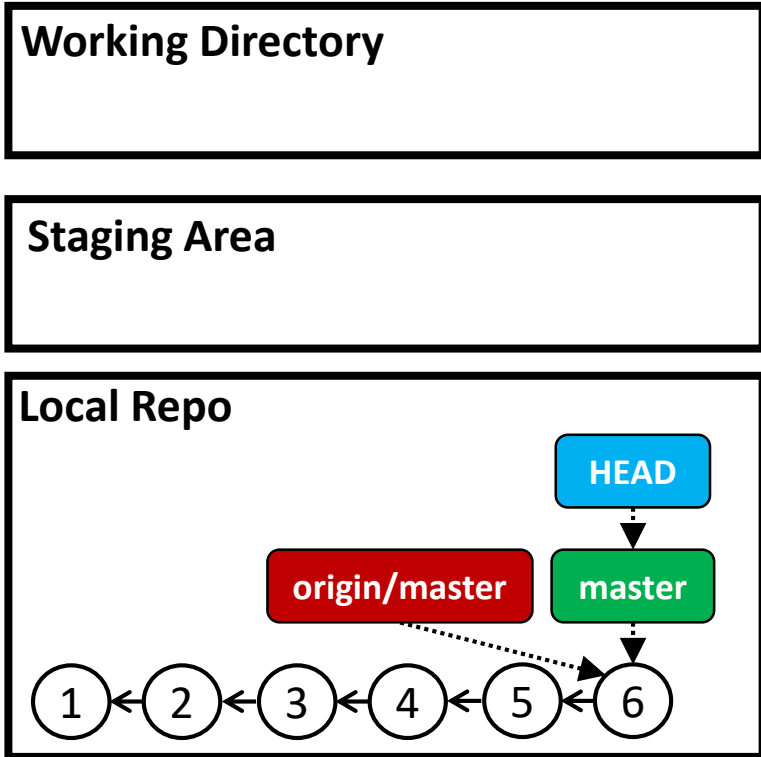 Working Directory
Staging Area
Local Repo
HEAD
origin/master master
1 2 3 4 5 6